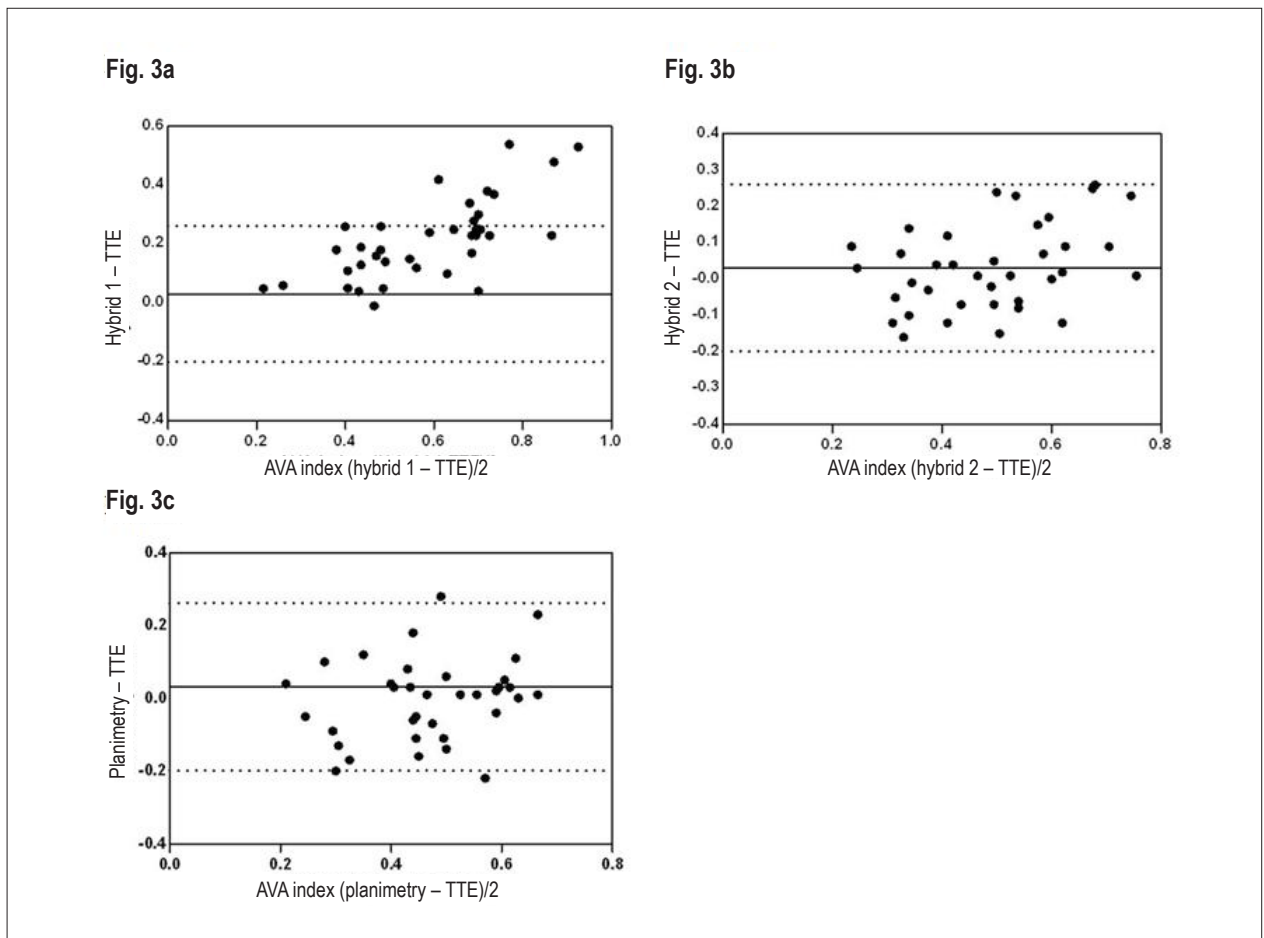 Fig. 3a
0.6
0.4
0.2
0.0
-0.2
-0.4
Hybrid 1 – TTE
0.0 0.2 0.4 0.6 0.8 1.0
AVA index (hybrid 1 – TTE)/2
Fig. 3b
0.4
0.3
0.2
0.1
-0.0
-0.1
-0.2
-0.3
-0.4
Hybrid 2 – TTE
0.0 0.2 0.4 0.6 0.8
AVA index (hybrid 2 – TTE)/2
Fig. 3c
0.4
0.2
0.0
-0.2
-0.4
Planimetry – TTE
0.0 0.2 0.4 0.6 0.8
AVA index (planimetry – TTE)/2